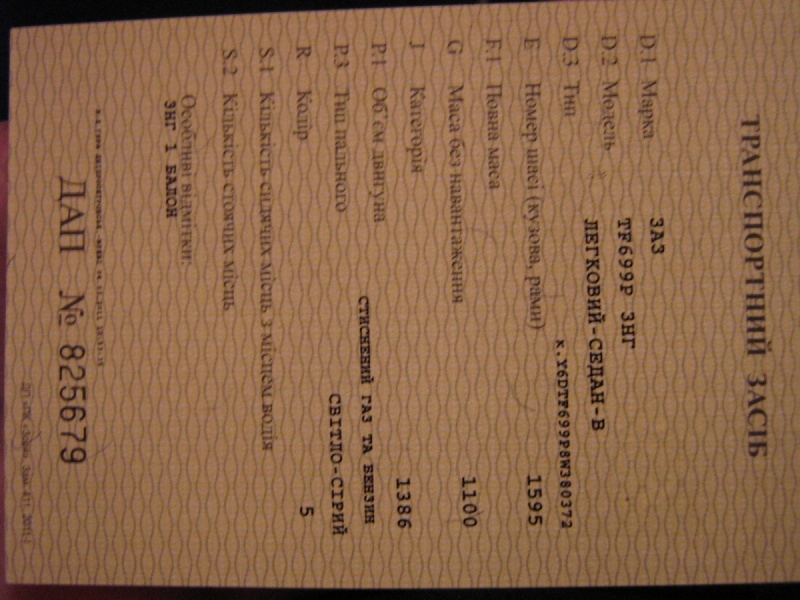 ТРАНСПОРТНИЙ ЗАСІБ
D.1 Марка ЗАЗ
D.2 Модель TF699P ЗНГ
D.3 Тип ЛЕГКОВИЙ-СЕДАН-В
E Номер шасі (кузова, рами) к.Y6DTF699P8W380372
F.1 Повна маса 1595
G Маса без навантаження 1100
J Категорія
P.1 Об'єм двигуна 1386
P.3 Тип пального СТИСНЕНИЙ ГАЗ ТА БЕНЗИН
R Колір СВІТЛО-СІРИЙ
S.1 Кількість сидячих місць з місцем водія 5
S.2 Кількість стоячих місць
Особливі відмітки:
ЗНГ 1 БАЛОН
ДАП № 825679